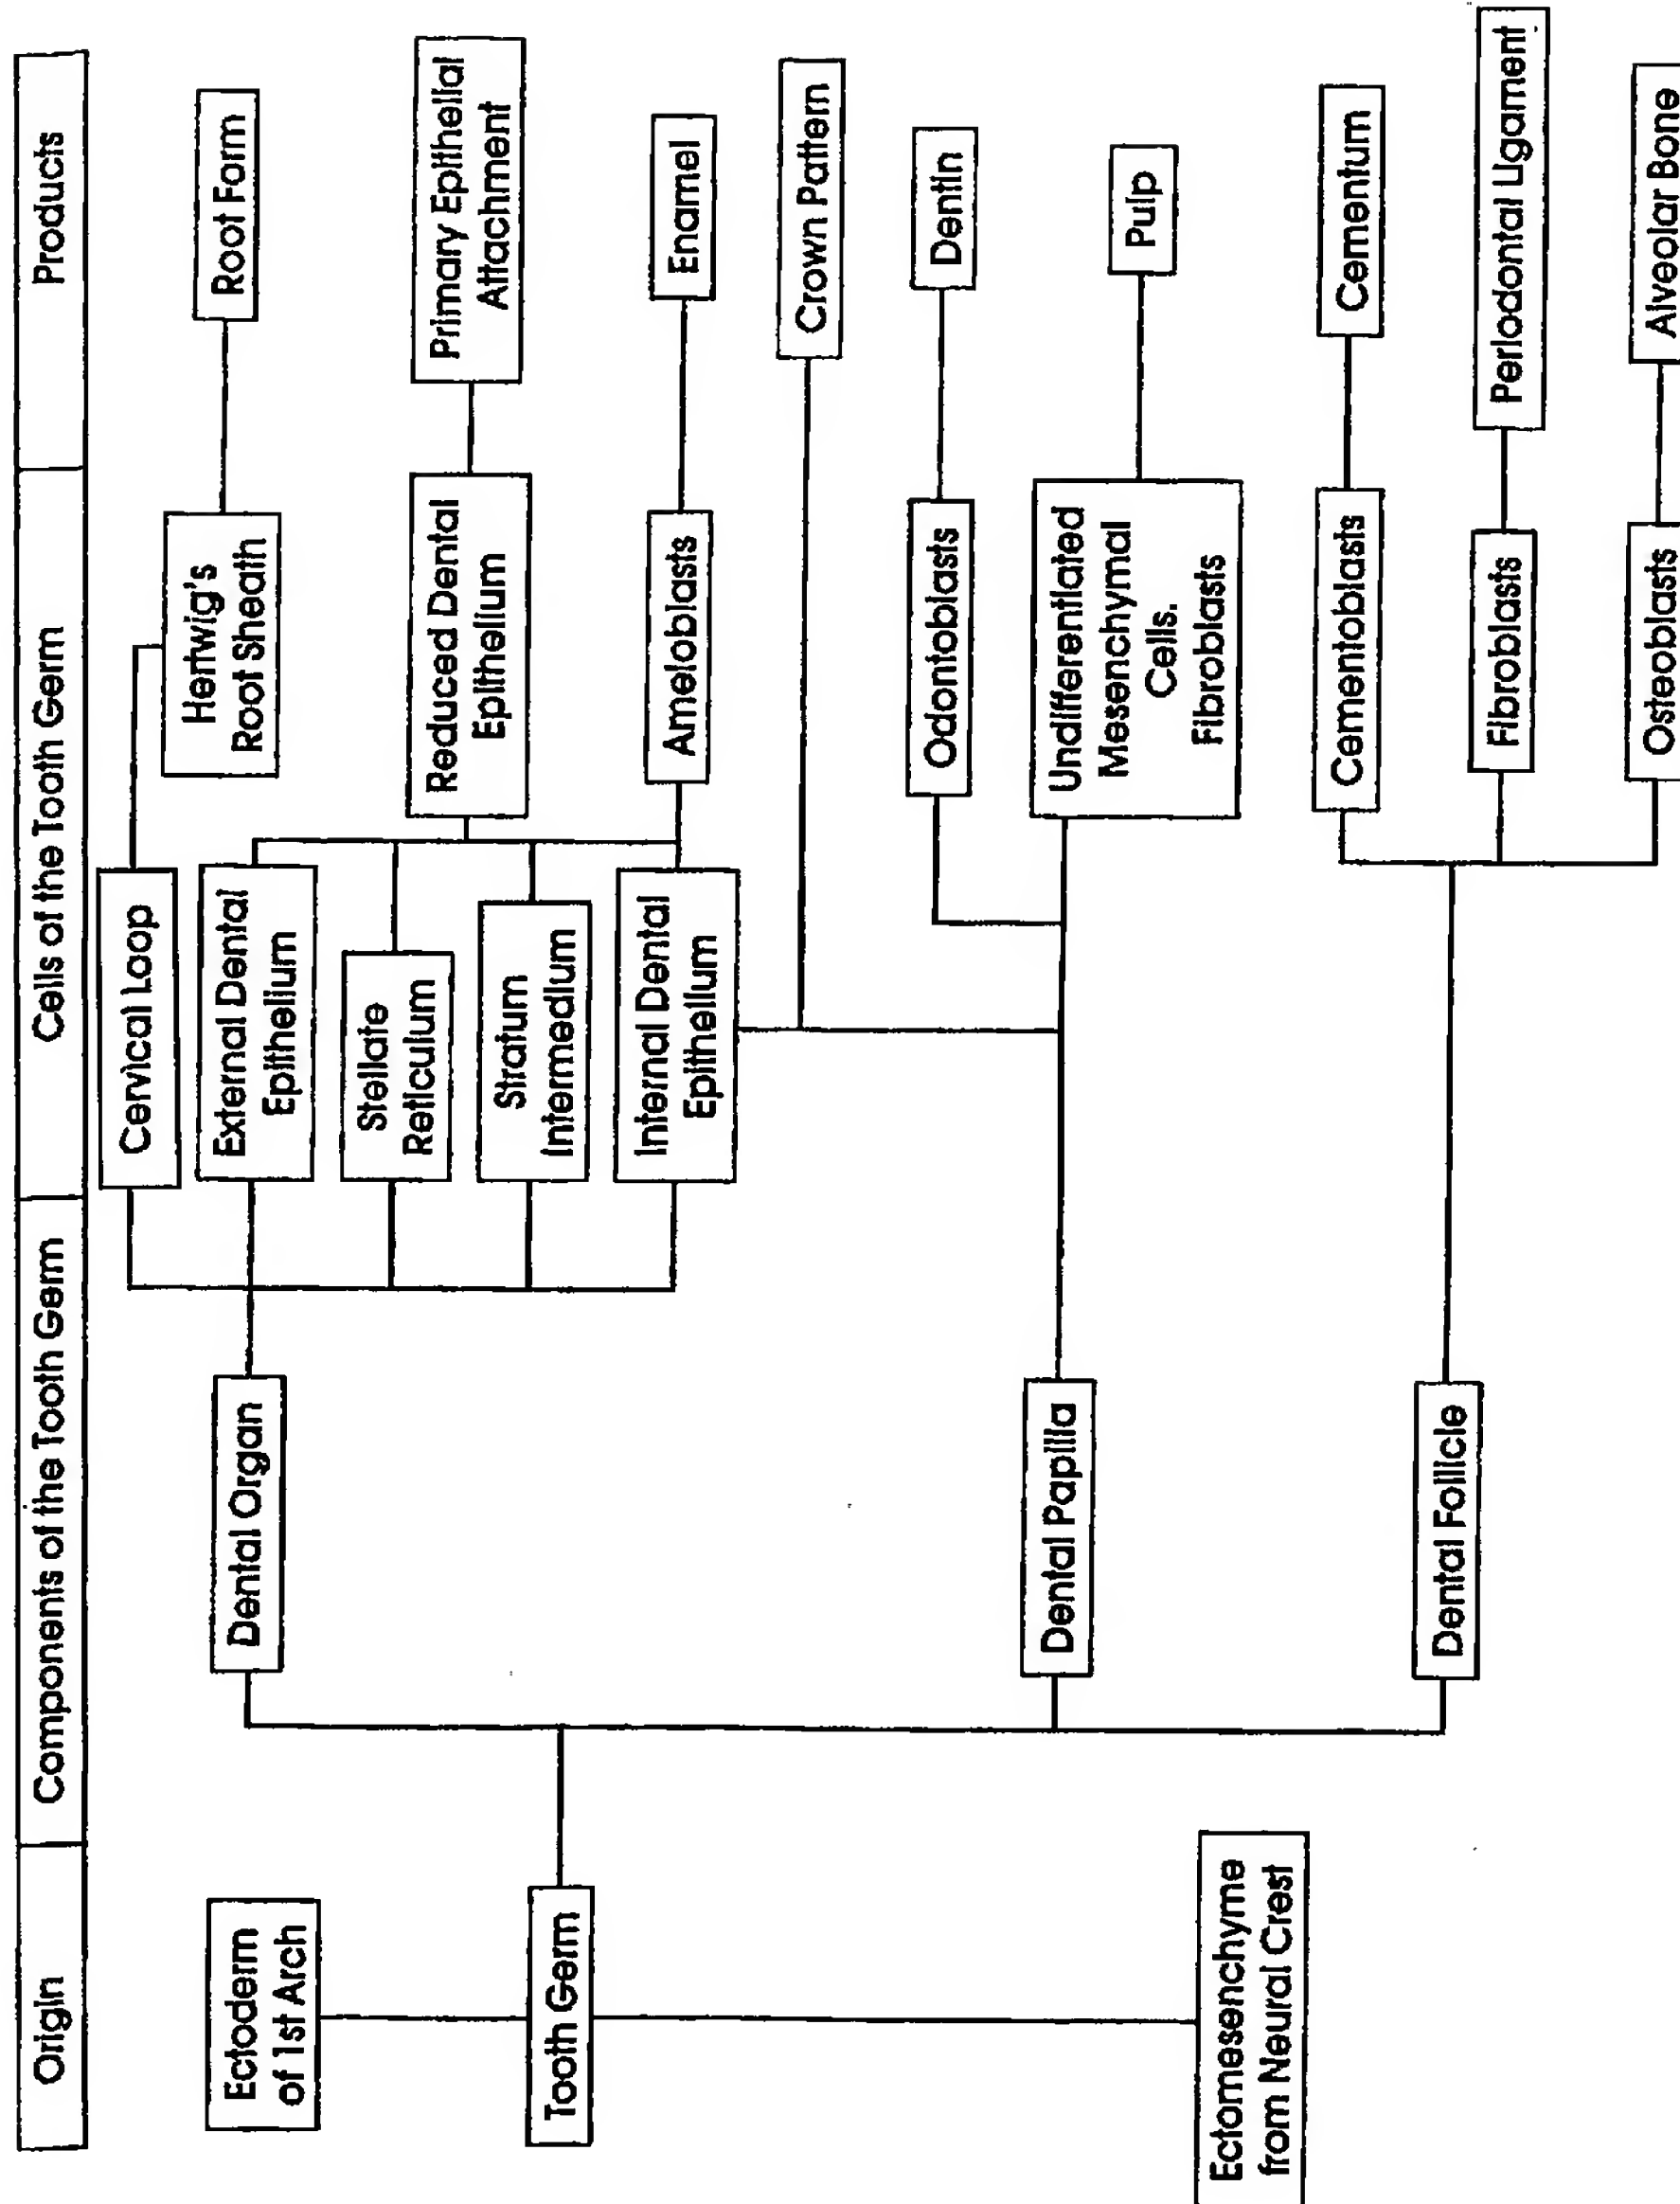 Origin
Components of the Tooth Germ
Cells of the Tooth Germ
Products
Ectoderm
of 1st Arch
Tooth Germ
Ectomesenchyme
from Neural Crest
Dental Organ
Dental Papilla
Dental Follicle
Cervical Loop
External Dental
Epithelium
Stellate
Reticulum
Stratum
Intermedium
Internal Dental
Epithelium
Hertwig's
Root Sheath
Reduced Dental
Epithelium
Ameloblasts
Odontoblasts
Undifferentiated
Mesenchymal
Cells.
Fibroblasts
Cementoblasts
Fibroblasts
Osteoblasts
Root Form
Primary Epithelial
Attachment
Enamel
Crown Pattern
Dentin
Pulp
Cementum
Periodontal Ligament
Alveolar Bone